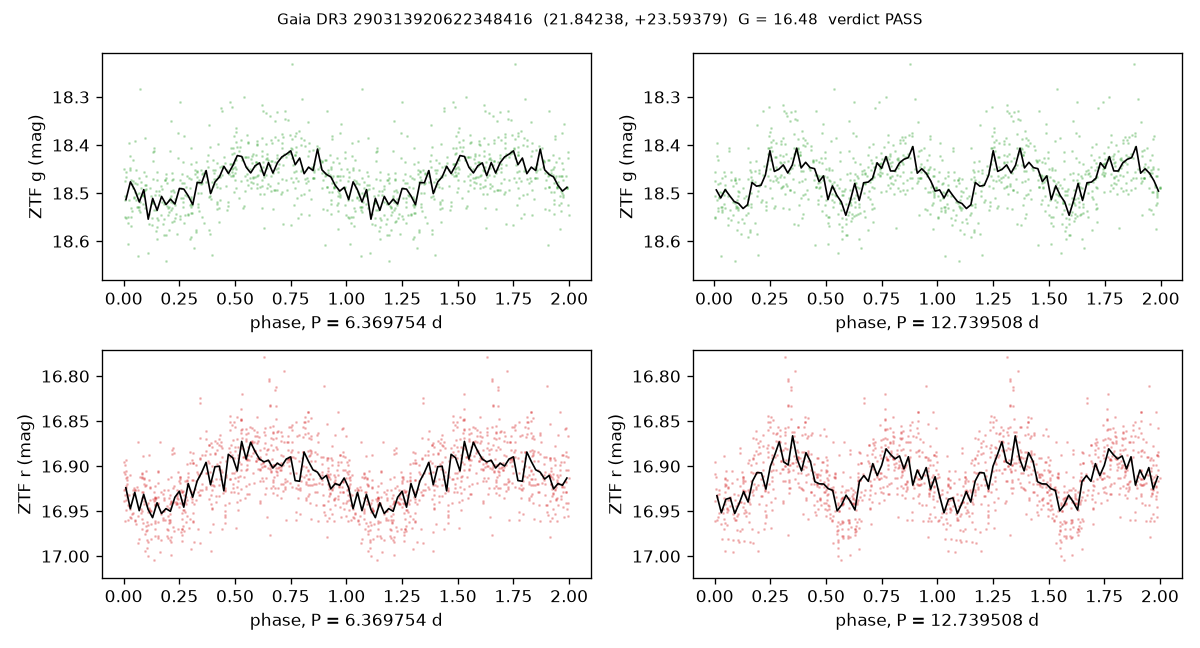 Gaia DR3 290313920622348416  (21.84238, +23.59379)  G = 16.48  verdict PASS
ZTF g (mag)
18.3
18.4
18.5
18.6
0.00 0.25 0.50 0.75 1.00 1.25 1.50 1.75 2.00
phase, P = 6.369754 d
ZTF g (mag)
18.3
18.4
18.5
18.6
0.00 0.25 0.50 0.75 1.00 1.25 1.50 1.75 2.00
phase, P = 12.739508 d
ZTF r (mag)
16.80
16.85
16.90
16.95
17.00
0.00 0.25 0.50 0.75 1.00 1.25 1.50 1.75 2.00
phase, P = 6.369754 d
ZTF r (mag)
16.80
16.85
16.90
16.95
17.00
0.00 0.25 0.50 0.75 1.00 1.25 1.50 1.75 2.00
phase, P = 12.739508 d